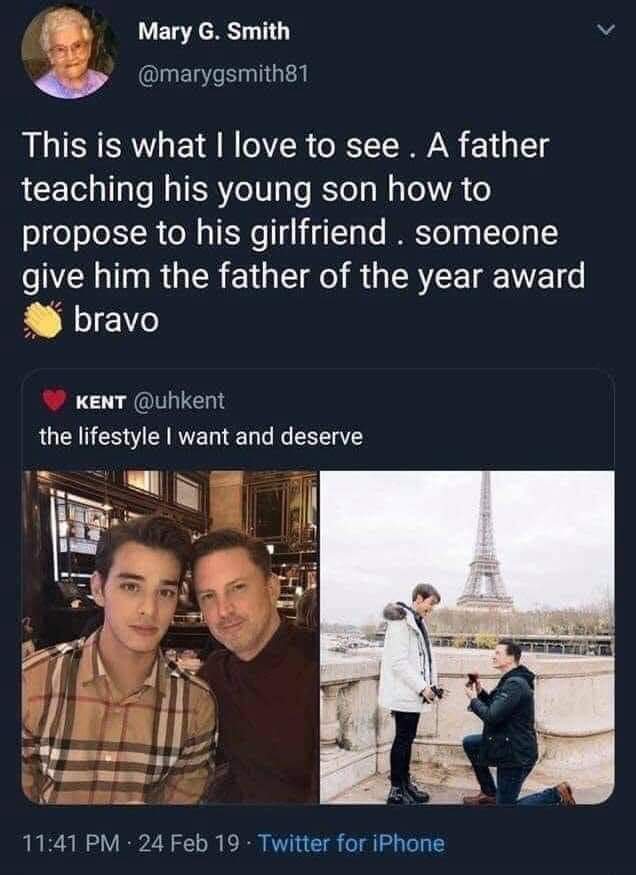 Mary G. Smith
@marygsmith81
This is what I love to see . A father
teaching his young son how to
propose to his girlfriend . someone
give him the father of the year award
👏 bravo
❤️ KENT @uhkent
the lifestyle I want and deserve
11:41 PM · 24 Feb 19 · Twitter for iPhone